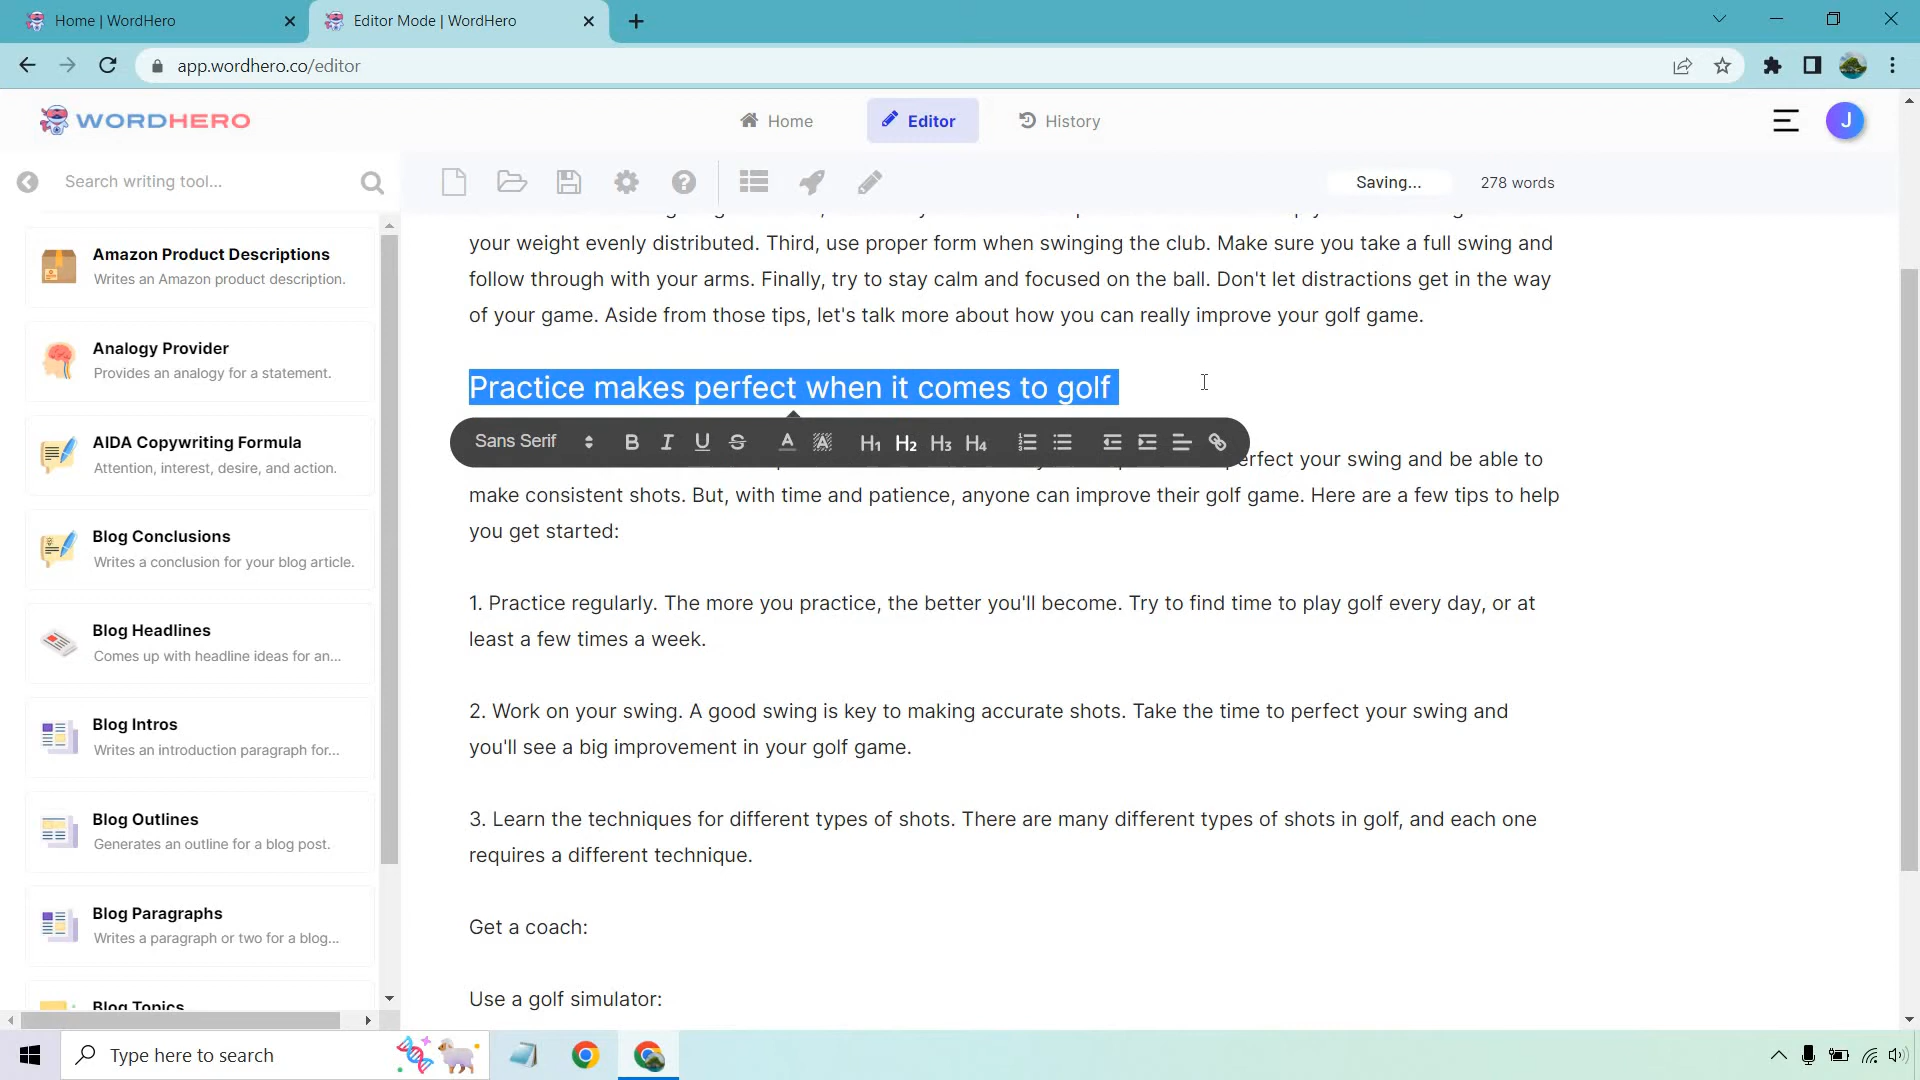 Home | WordHero
Editor Mode | WordHero
app.wordhero.co/editor
WORDHERO
Home
Editor
History
J
Search writing tool...
Saving...
278 words
Amazon Product Descriptions
Writes an Amazon product description.
Analogy Provider
Provides an analogy for a statement.
AIDA Copywriting Formula
Attention, interest, desire, and action.
Blog Conclusions
Writes a conclusion for your blog article.
Blog Headlines
Comes up with headline ideas for an...
Blog Intros
Writes an introduction paragraph for...
Blog Outlines
Generates an outline for a blog post.
Blog Paragraphs
Writes a paragraph or two for a blog...
Blog Topics
your weight evenly distributed. Third, use proper form when swinging the club. Make sure you take a full swing and
follow through with your arms. Finally, try to stay calm and focused on the ball. Don't let distractions get in the way
of your game. Aside from those tips, let's talk more about how you can really improve your golf game.
Practice makes perfect when it comes to golf
Sans Serif B I U S A A H1 H2 H3 H4
perfect your swing and be able to
make consistent shots. But, with time and patience, anyone can improve their golf game. Here are a few tips to help
you get started:
1. Practice regularly. The more you practice, the better you'll become. Try to find time to play golf every day, or at
least a few times a week.
2. Work on your swing. A good swing is key to making accurate shots. Take the time to perfect your swing and
you'll see a big improvement in your golf game.
3. Learn the techniques for different types of shots. There are many different types of shots in golf, and each one
requires a different technique.
Get a coach:
Use a golf simulator:
Type here to search